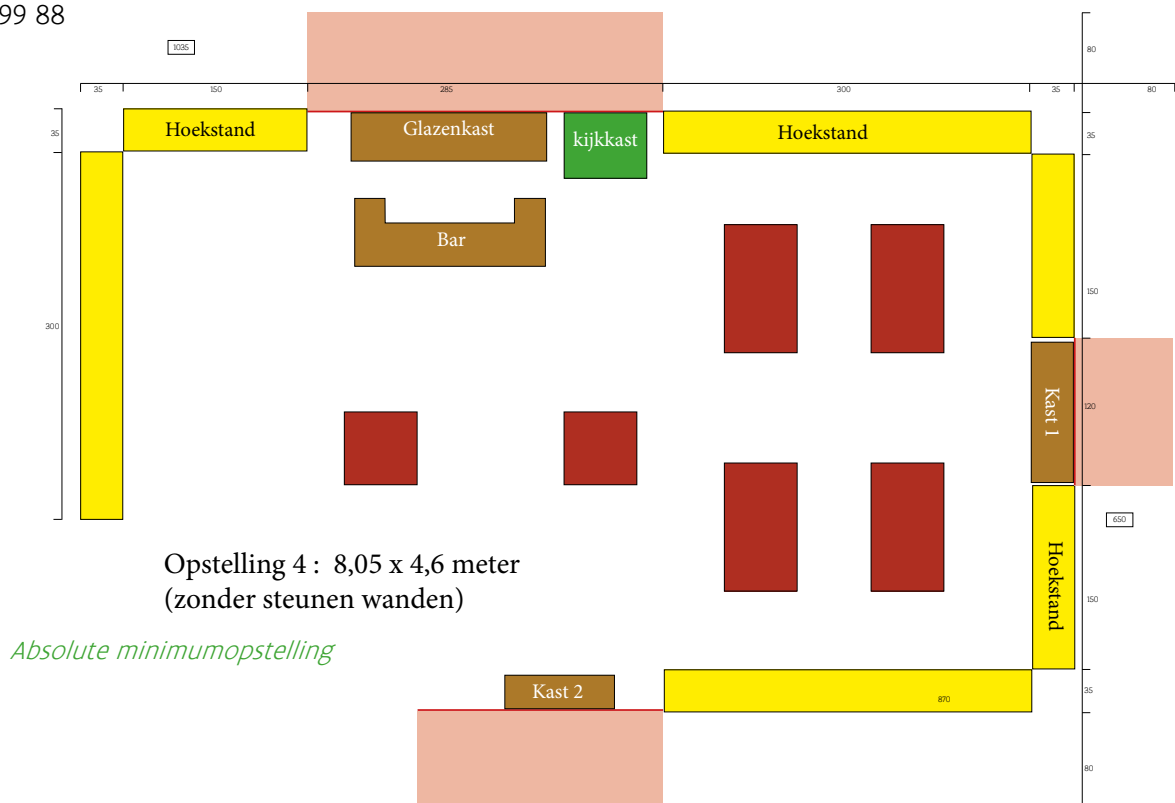 99 88
1035
80
35 150 285 300 35 80
35
Hoekstand
Glazenkast
kijkkast
Hoekstand
35
Bar
150
300
Kast 1
120
650
Opstelling 4 : 8,05 x 4,6 meter
(zonder steunen wanden)
Hoekstand
150
Absolute minimumopstelling
Kast 2
870
35
80